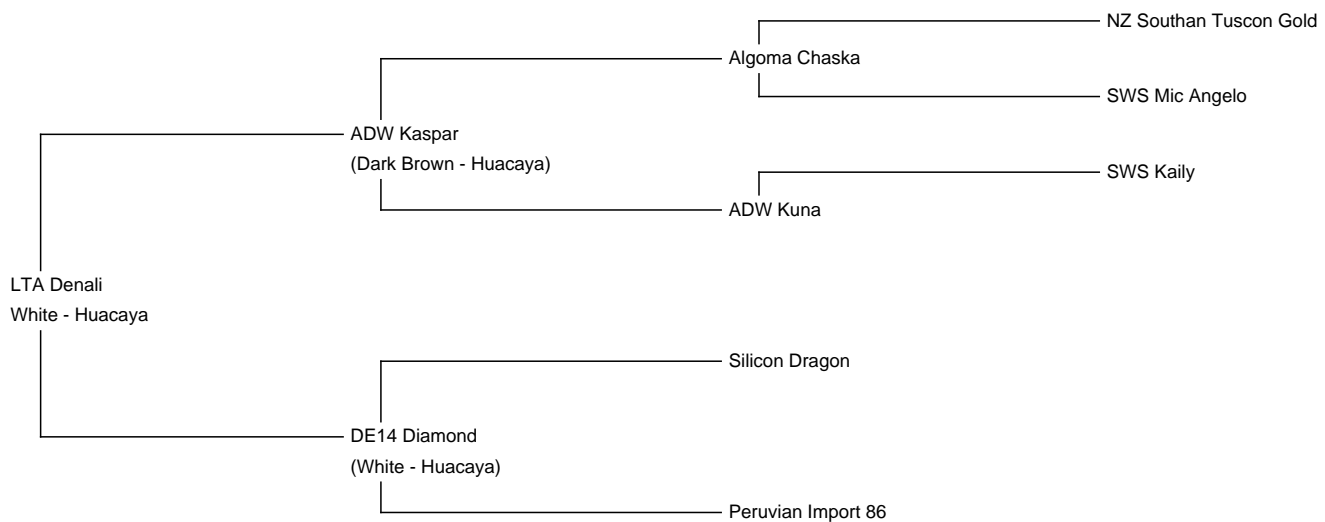 NZ Southan Tuscon Gold
Algoma Chaska
SWS Mic Angelo
ADW Kaspar
(Dark Brown - Huacaya)
SWS Kaily
ADW Kuna
LTA Denali
White - Huacaya
Silicon Dragon
DE14 Diamond
(White - Huacaya)
Peruvian Import 86